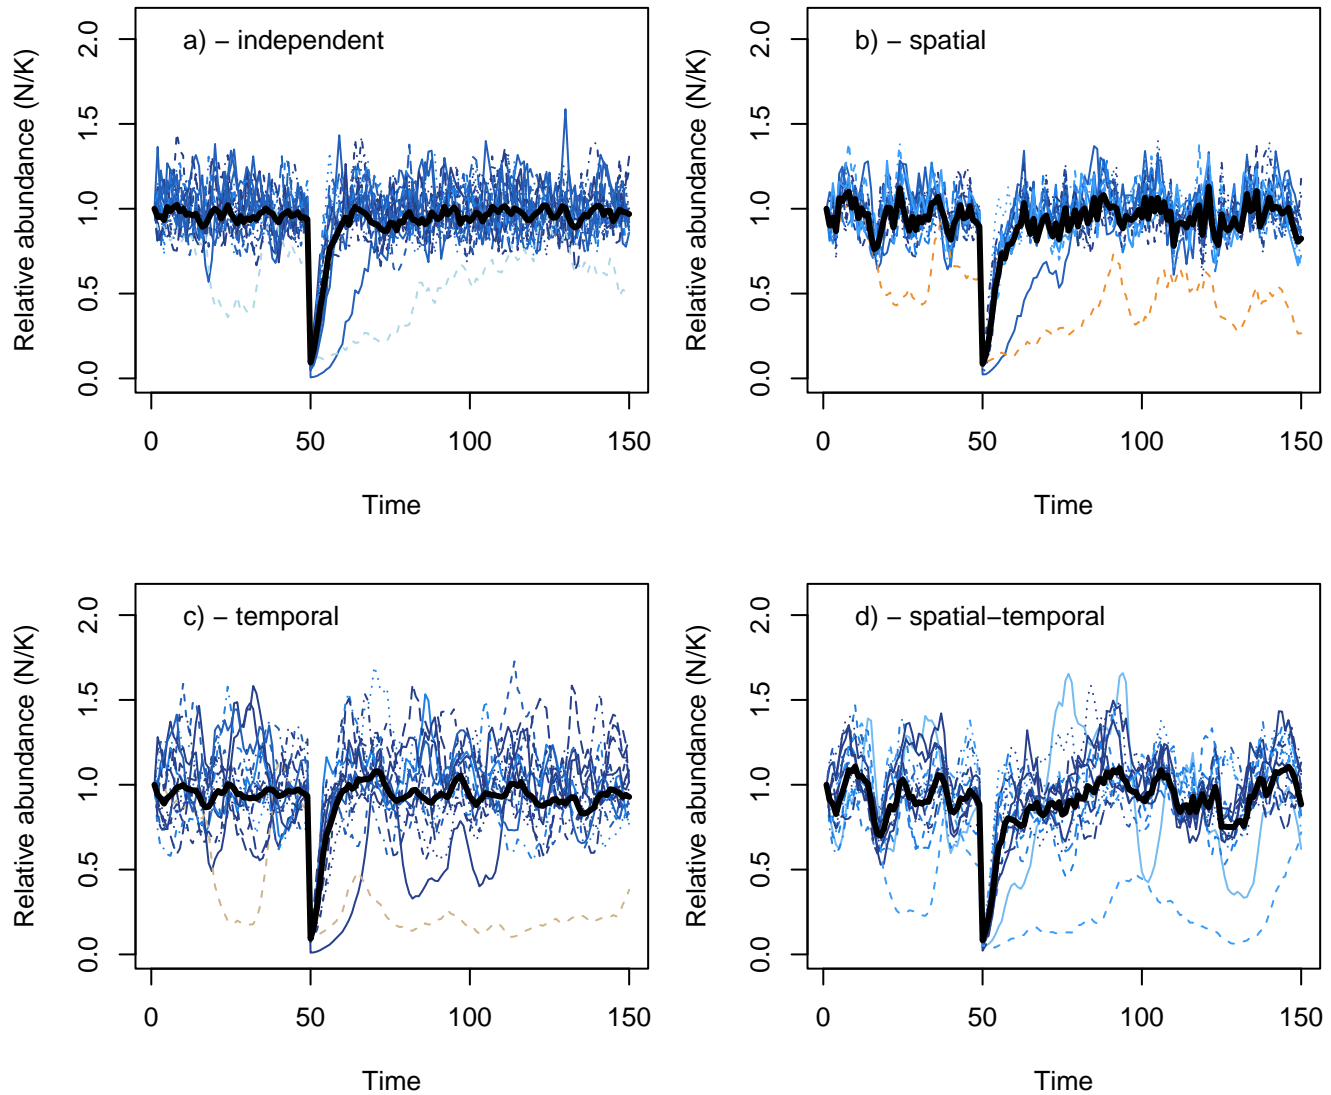 a) − independent
Relative abundance (N/K)
0.0 0.5 1.0 1.5 2.0
0 50 100 150
Time
b) − spatial
Relative abundance (N/K)
0.0 0.5 1.0 1.5 2.0
0 50 100 150
Time
c) − temporal
Relative abundance (N/K)
0.0 0.5 1.0 1.5 2.0
0 50 100 150
Time
d) − spatial−temporal
Relative abundance (N/K)
0.0 0.5 1.0 1.5 2.0
0 50 100 150
Time